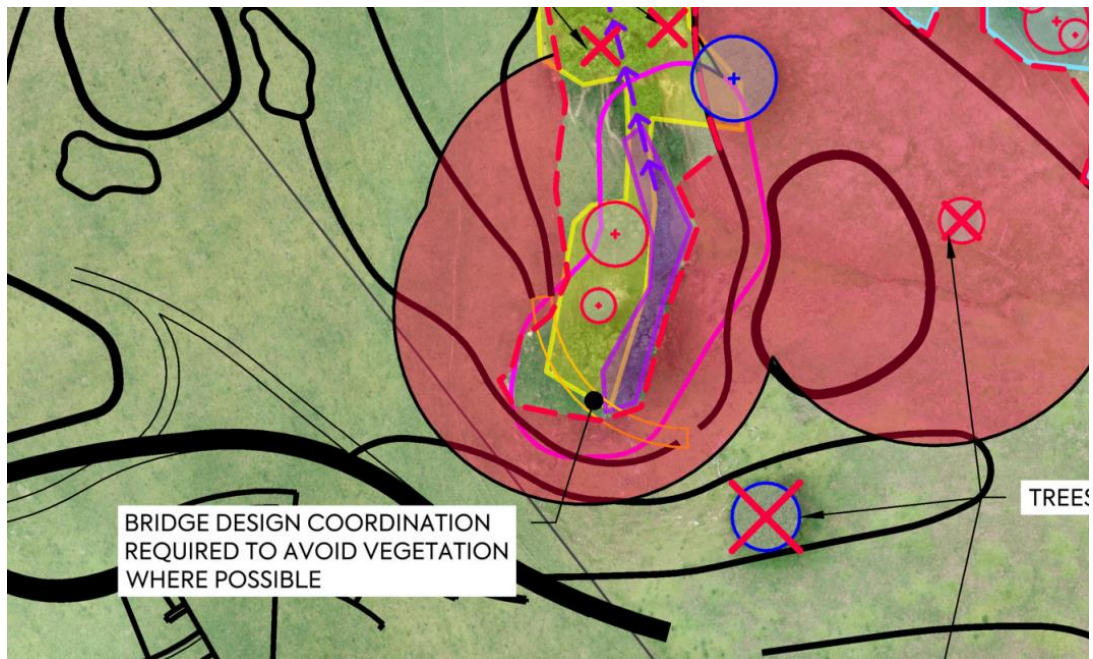 BRIDGE DESIGN COORDINATION
REQUIRED TO AVOID VEGETATION
WHERE POSSIBLE
TREES